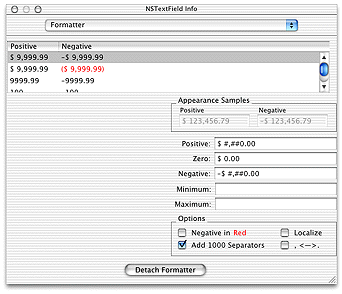 NSTextField Info
Formatter
Positive Negative
$ 9,999.99 -$ 9,999.99
$ 9,999.99 ($ 9,999.99)
9999.99 -9999.99
100 -100
Appearance Samples
Positive Negative
$ 123,456.79 -$ 123,456.79
Positive: $ #,##0.00
Zero: $ 0.00
Negative: -$ #,##0.00
Minimum:
Maximum:
Options
Negative in Red Localize
Add 1000 Separators , <—>.
Detach Formatter